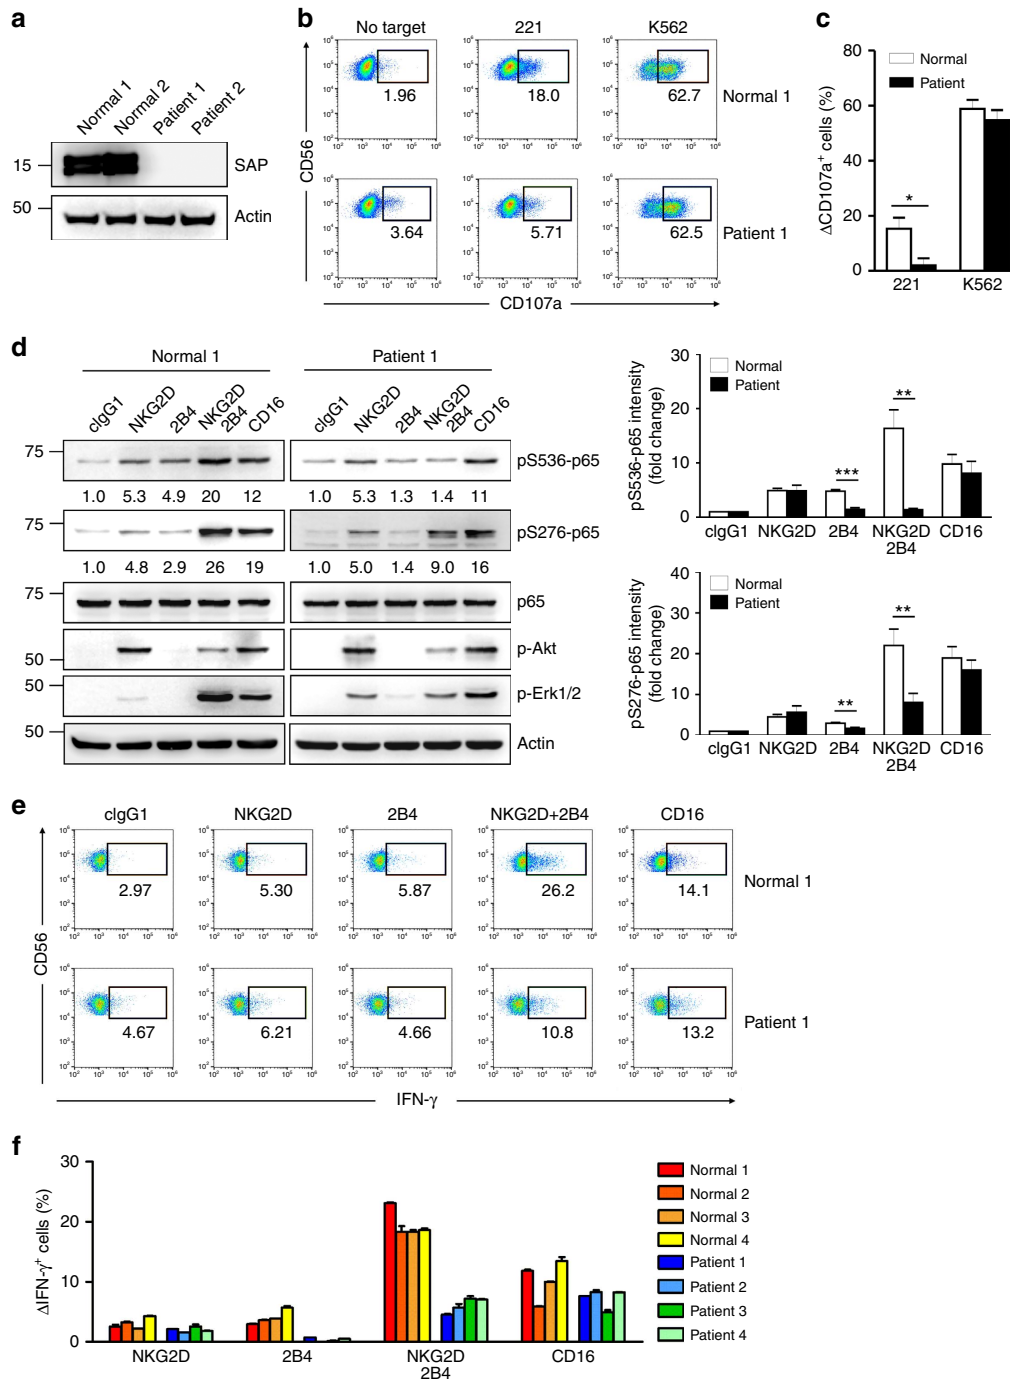 a
Normal 1
Normal 2
Patient 1
Patient 2
15
SAP
50
Actin
b
No target
221
K562
1.96
18.0
62.7
Normal 1
3.64
5.71
62.5
Patient 1
CD56
CD107a
c
80
60
40
20
0
ΔCD107a+ cells (%)
Normal
Patient
*
221
K562
d
Normal 1
Patient 1
cIgG1
NKG2D
2B4
NKG2D 2B4
CD16
cIgG1
NKG2D
2B4
NKG2D 2B4
CD16
75
pS536-p65
1.0 5.3 4.9 20 12
1.0 5.3 1.3 1.4 11
75
pS276-p65
1.0 4.8 2.9 26 19
1.0 5.0 1.4 9.0 16
75
p65
50
p-Akt
50
p-Erk1/2
50
Actin
30
20
10
0
pS536-p65 intensity
(fold change)
Normal
Patient
***
**
cIgG1 NKG2D 2B4 NKG2D CD16
2B4
40
30
20
10
0
pS276-p65 intensity
(fold change)
Normal
Patient
**
**
cIgG1 NKG2D 2B4 NKG2D CD16
2B4
e
cIgG1
NKG2D
2B4
NKG2D+2B4
CD16
2.97
5.30
5.87
26.2
14.1
Normal 1
4.67
6.21
4.66
10.8
13.2
Patient 1
CD56
IFN-γ
f
30
20
10
0
ΔIFN-γ+ cells (%)
NKG2D
2B4
NKG2D
2B4
CD16
Normal 1
Normal 2
Normal 3
Normal 4
Patient 1
Patient 2
Patient 3
Patient 4